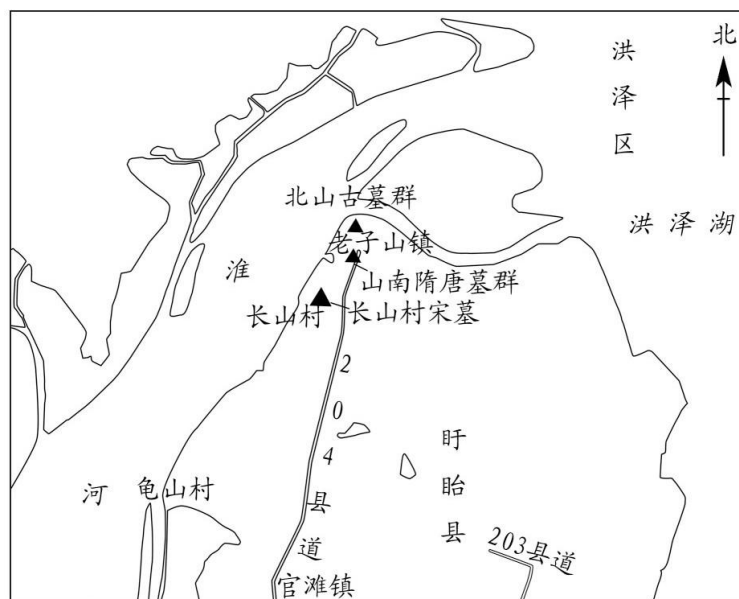 北
洪泽区
北山古墓群
洪泽湖
老子山镇
淮
山南隋唐墓群
长山村
长山村宋墓
204县道
盱眙县
河
龟山村
203县道
官滩镇